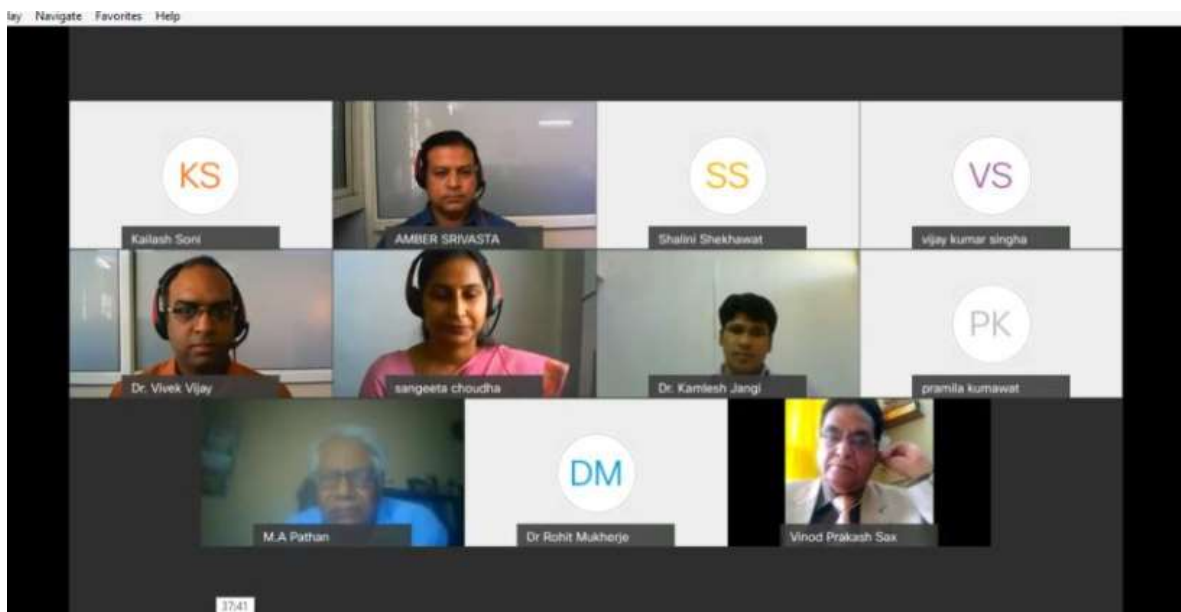 lay Navigate Favorites Help
KS
SS
VS
Kailash Soni
AMBER SRIVASTA
Shalini Shekhawat
vijay kumar singha
PK
Dr. Vivek Vijay
sangeeta choudha
Dr. Kamlesh Jangi
pramila kumawat
DM
M.A Pathan
Dr Rohit Mukherje
Vinod Prakash Sax
37:41